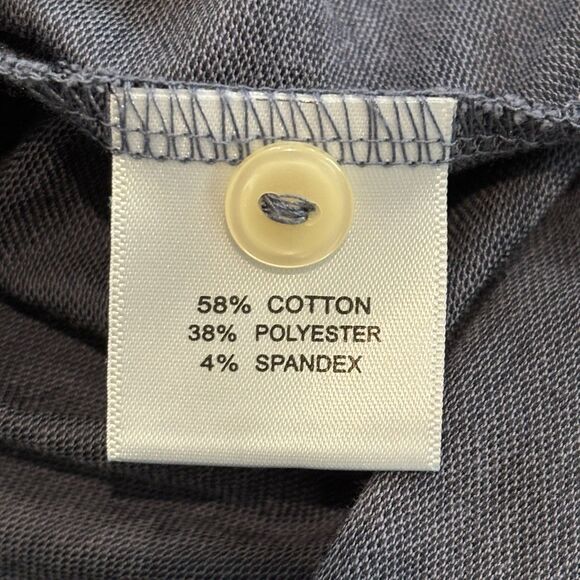 58% COTTON
38% POLYESTER
4% SPANDEX